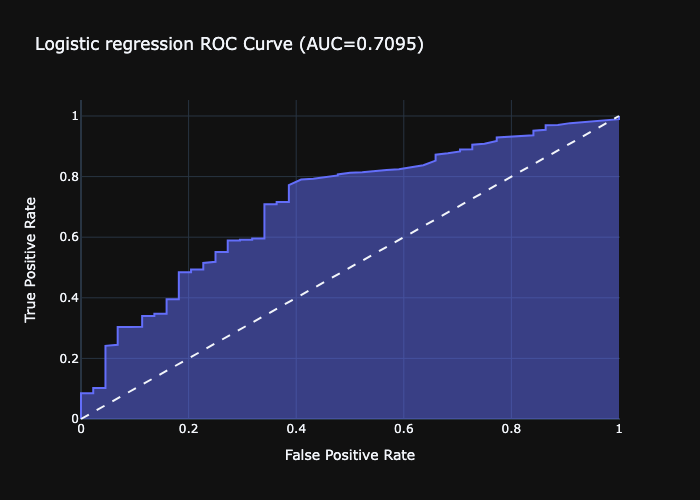 Logistic regression ROC Curve (AUC=0.7095)
1
0.8
0.6
0.4
0.2
0
True Positive Rate
0 0.2 0.4 0.6 0.8 1
False Positive Rate